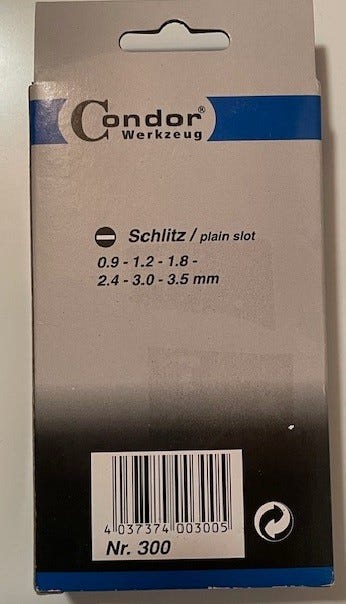 Condor®
Werkzeug
Schlitz / plain slot
0.9 - 1.2 - 1.8 -
2.4 - 3.0 - 3.5 mm
4 037374 003005
Nr. 300